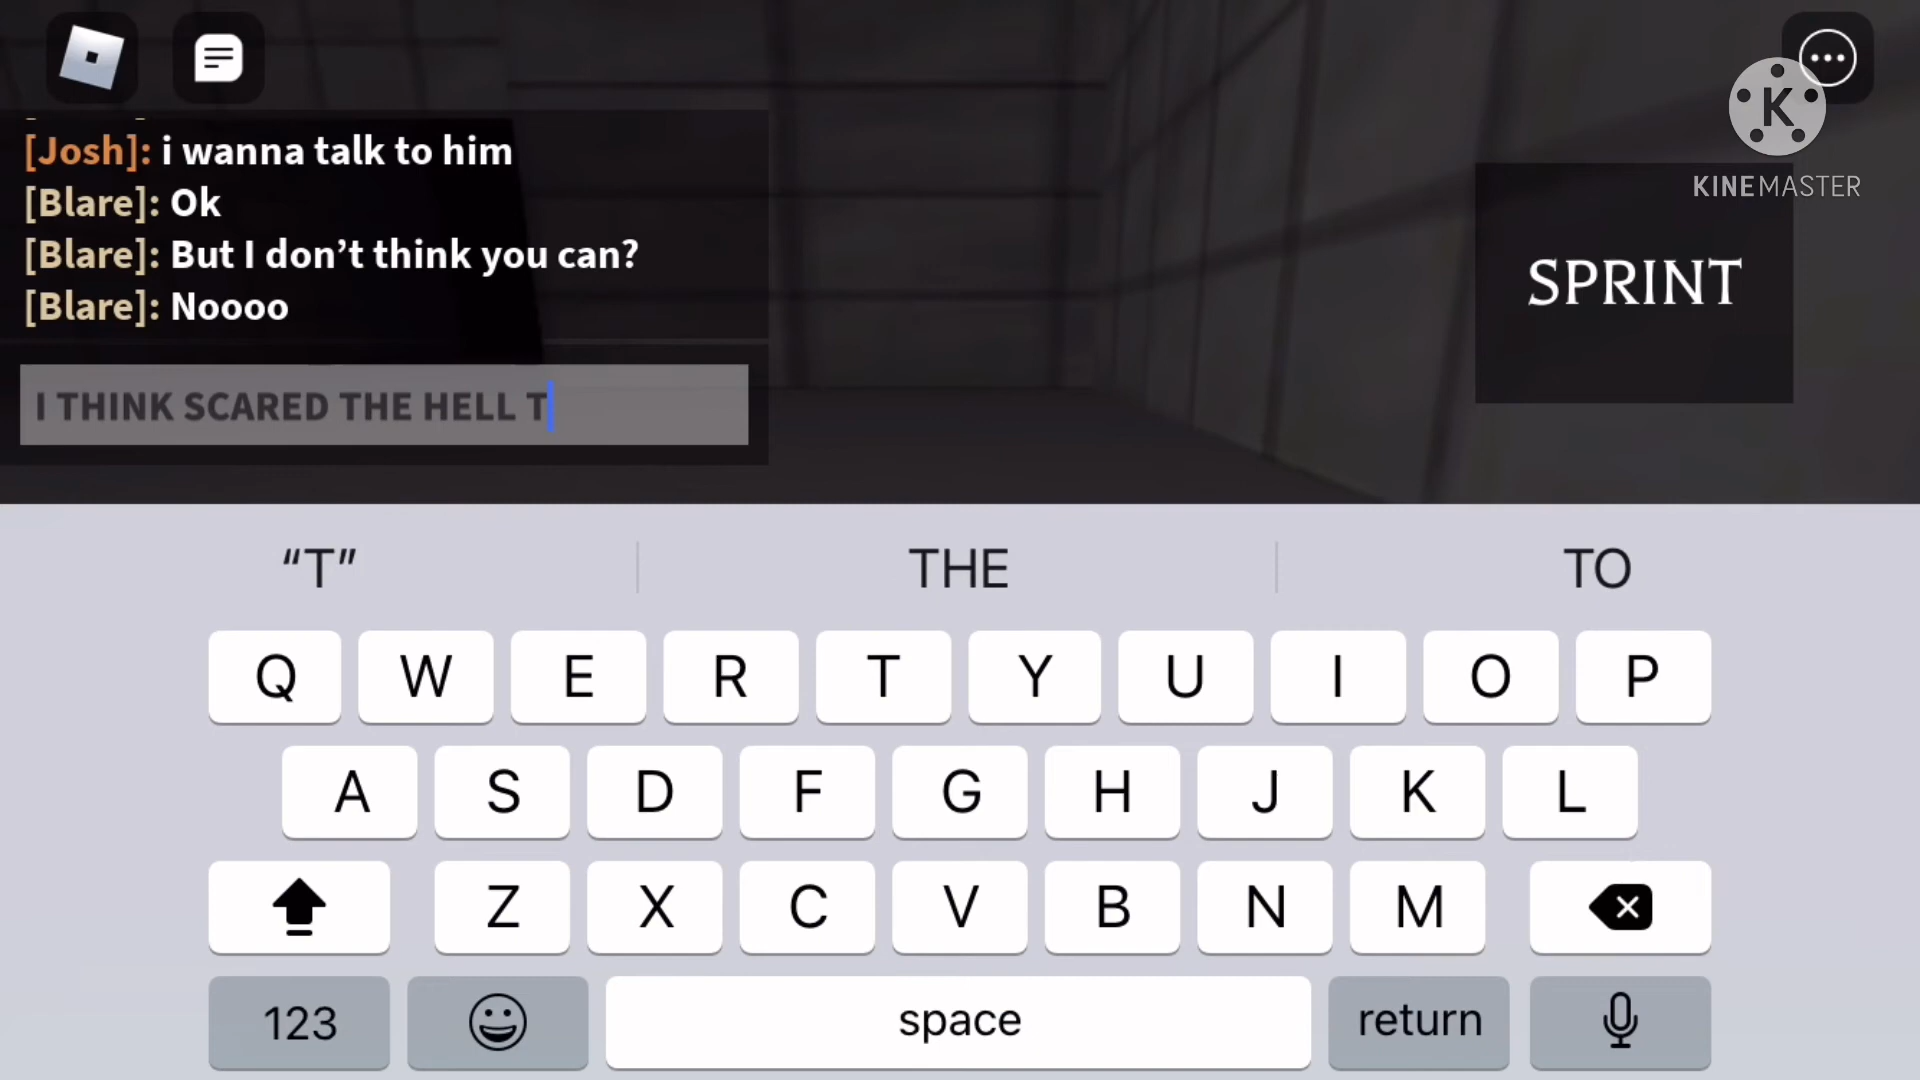 [Josh]: i wanna talk to him
[Blare]: Ok
[Blare]: But I don’t think you can?
[Blare]: Noooo
I THINK SCARED THE HELL T
K
KINEMASTER
SPRINT
“T” THE TO
Q W E R T Y U I O P
A S D F G H J K L
Z X C V B N M
123 space return